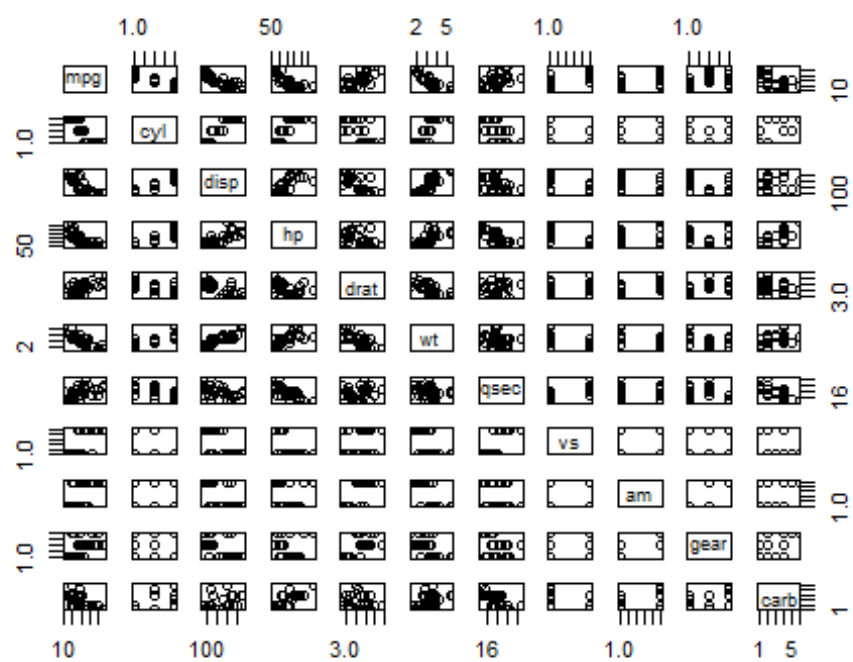 1.0 50 2 5 1.0 1.0
mpg 10
1.0 cyl
disp 100
50 hp
drat 3.0
2 wt
qsec 16
1.0 vs
am 1.0
1.0 gear
carb 1
10 100 3.0 16 1.0 1 5